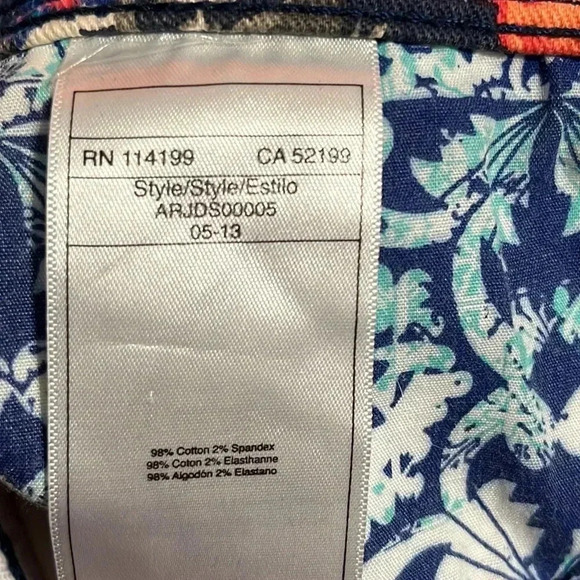 RN 114199 CA 52199
Style/Style/Estilo
ARJDS00005
05-13
98% Cotton 2% Spandex
98% Coton 2% Elasthanne
98% Algodón 2% Elastano